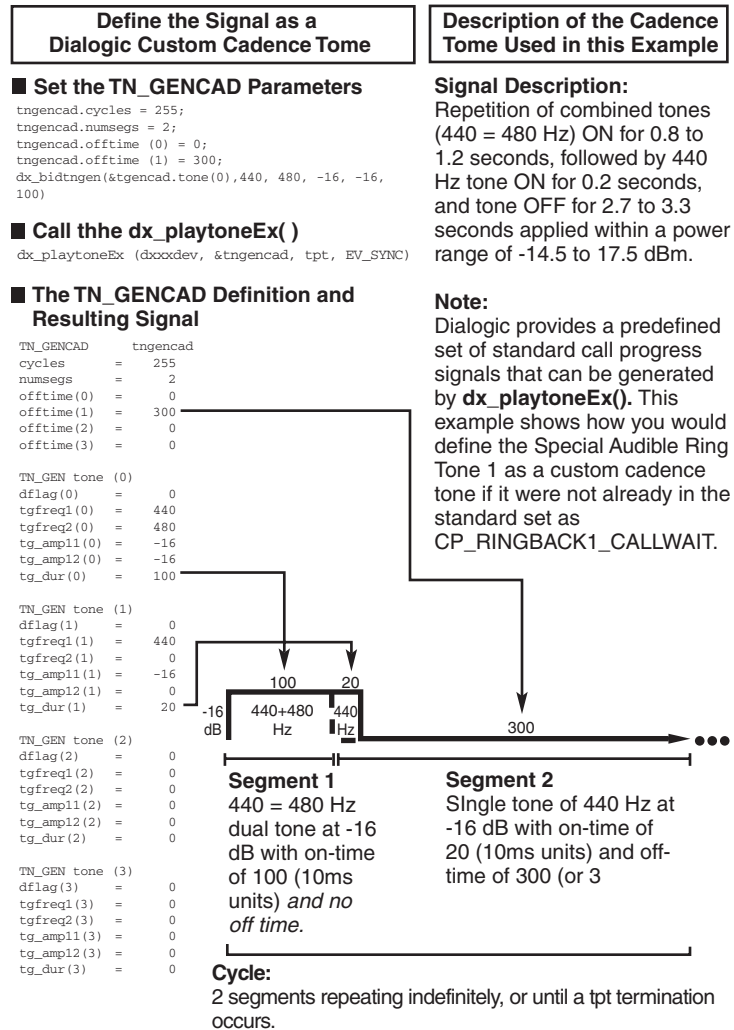 Define the Signal as a
Dialogic Custom Cadence Tome
■ Set the TN_GENCAD Parameters
tngencad.cycles = 255;
tngencad.numsegs = 2;
tngencad.offtime (0) = 0;
tngencad.offtime (1) = 300;
dx_bidtngen(&tgencad.tone(0),440, 480, -16, -16,
100)
■ Call thhe dx_playtoneEx( )
dx_playtoneEx (dxxxdev, &tngencad, tpt, EV_SYNC)
■ The TN_GENCAD Definition and
Resulting Signal
TN_GENCAD tngencad
cycles = 255
numsegs = 2
offtime(0) = 0
offtime(1) = 300
offtime(2) = 0
offtime(3) = 0
TN_GEN tone (0)
dflag(0) = 0
tgfreq1(0) = 440
tgfreq2(0) = 480
tg_amp11(0) = -16
tg_amp12(0) = -16
tg_dur(0) = 100
TN_GEN tone (1)
dflag(1) = 0
tgfreq1(1) = 440
tgfreq2(1) = 0
tg_amp11(1) = -16
tg_amp12(1) = 0
tg_dur(1) = 20
TN_GEN tone (2)
dflag(2) = 0
tgfreq1(2) = 0
tgfreq2(2) = 0
tg_amp11(2) = 0
tg_amp12(2) = 0
tg_dur(2) = 0
TN_GEN tone (3)
dflag(3) = 0
tgfreq1(3) = 0
tgfreq2(3) = 0
tg_amp11(3) = 0
tg_amp12(3) = 0
tg_dur(3) = 0
Description of the Cadence
Tome Used in this Example
Signal Description:
Repetition of combined tones
(440 = 480 Hz) ON for 0.8 to
1.2 seconds, followed by 440
Hz tone ON for 0.2 seconds,
and tone OFF for 2.7 to 3.3
seconds applied within a power
range of -14.5 to 17.5 dBm.
Note:
Dialogic provides a predefined
set of standard call progress
signals that can be generated
by dx_playtoneEx(). This
example shows how you would
define the Special Audible Ring
Tone 1 as a custom cadence
tone if it were not already in the
standard set as
CP_RINGBACK1_CALLWAIT.
100 20
-16 440+480 440
dB Hz Hz
300
Segment 1
440 = 480 Hz
dual tone at -16
dB with on-time
of 100 (10ms
units) and no
off time.
Segment 2
SIngle tone of 440 Hz at
-16 dB with on-time of
20 (10ms units) and off-
time of 300 (or 3
Cycle:
2 segments repeating indefinitely, or until a tpt termination
occurs.